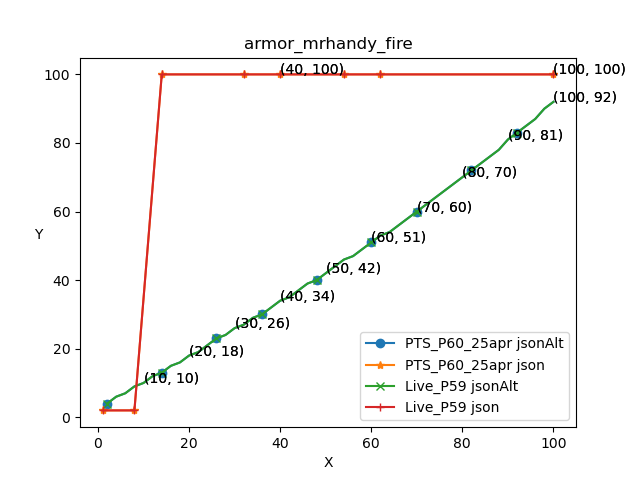 armor_mrhandy_fire
100
80
60
40
20
0
Y
(40, 100)
(100, 100)
(100, 92)
(90, 81)
(80, 70)
(70, 60)
(60, 51)
(50, 42)
(40, 34)
(30, 26)
(20, 18)
(10, 10)
PTS_P60_25apr jsonAlt
PTS_P60_25apr json
Live_P59 jsonAlt
Live_P59 json
0 20 40 60 80 100
X